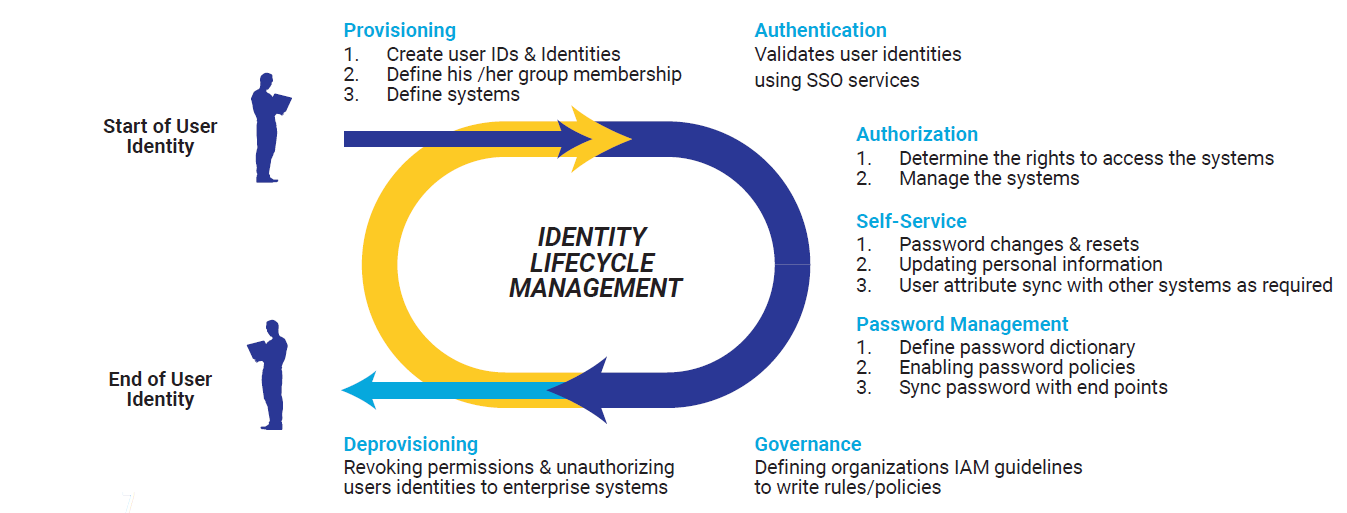 Provisioning
1. Create user IDs & Identities
2. Define his /her group membership
3. Define systems
Authentication
Validates user identities
using SSO services
Start of User
Identity
Authorization
1. Determine the rights to access the systems
2. Manage the systems
IDENTITY
LIFECYCLE
MANAGEMENT
Self-Service
1. Password changes & resets
2. Updating personal information
3. User attribute sync with other systems as required
Password Management
1. Define password dictionary
2. Enabling password policies
3. Sync password with end points
End of User
Identity
Deprovisioning
Revoking permissions & unauthorizing
users identities to enterprise systems
Governance
Defining organizations IAM guidelines
to write rules/policies
7